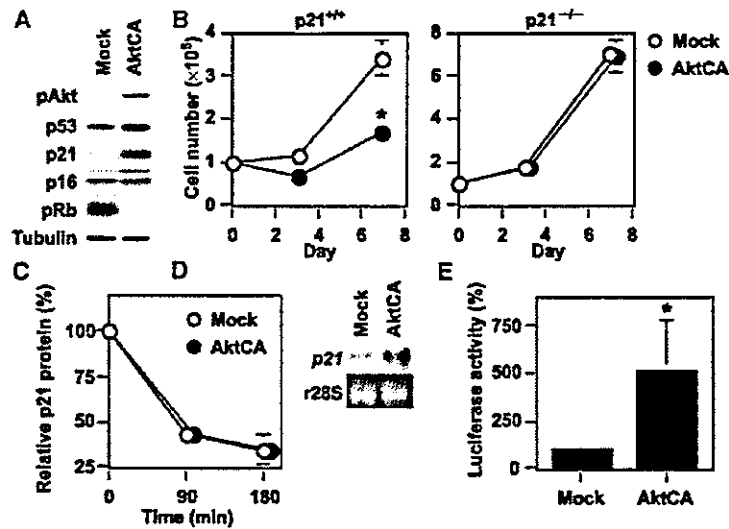 A
Mock
AktCA
pAkt
p53
p21
p16
pRb
Tubulin
B
p21+/+
p21−/−
Cell number (×10⁵)
4
3
2
1
0
0 2 4 6 8
Day
*
8
6
4
2
0
0 2 4 6 8
Day
Mock
AktCA
C
Relative p21 protein (%)
100
75
50
25
0 90 180
Time (min)
Mock
AktCA
D
Mock
AktCA
p21
r28S
E
Luciferase activity (%)
750
500
250
0
*
Mock AktCA